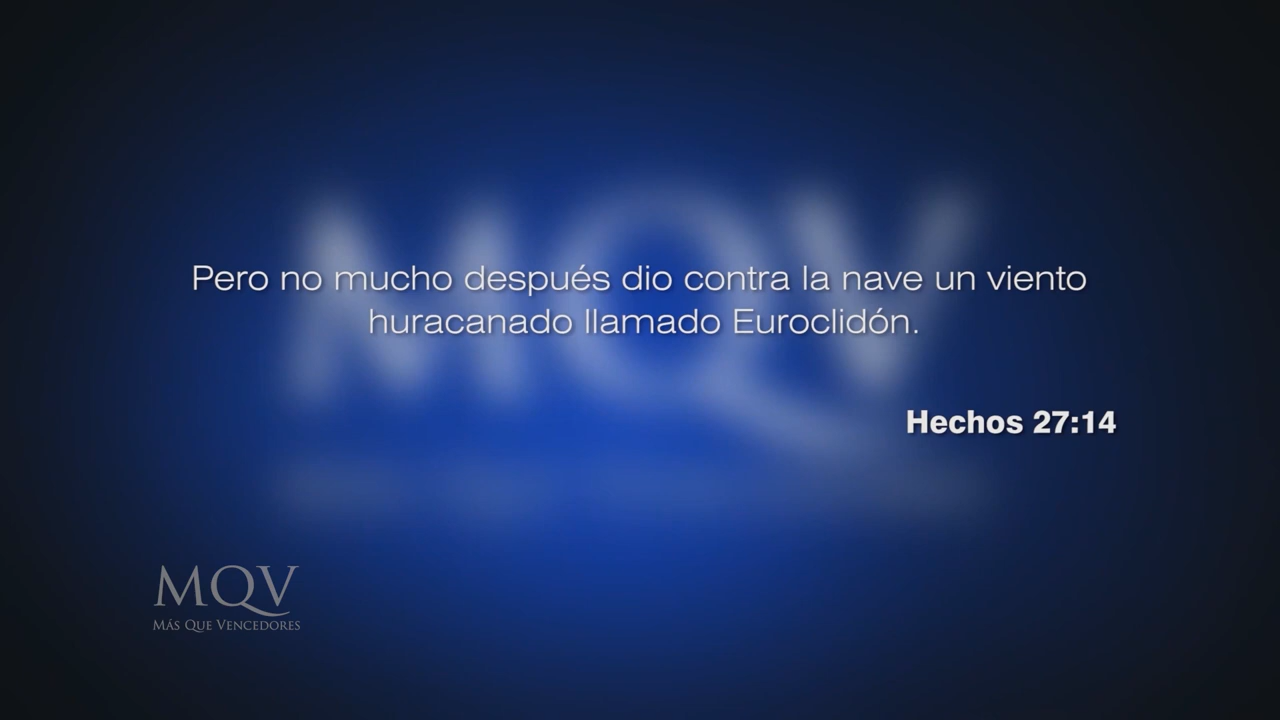 Pero no mucho después dio contra la nave un viento
huracanado llamado Euroclidón.
Hechos 27:14
MQV
MQV
MÁS QUE VENCEDORES